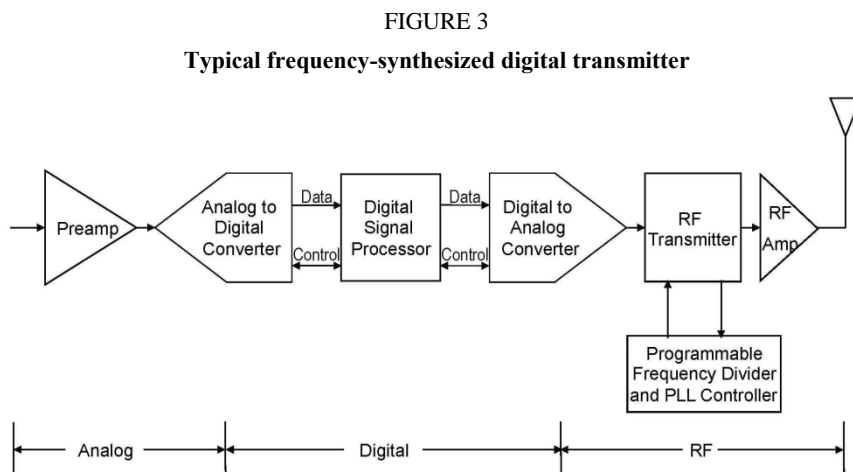 FIGURE 3
Typical frequency-synthesized digital transmitter
Preamp
Analog to
Digital
Converter
Data
Control
Digital
Signal
Processor
Data
Control
Digital to
Analog
Converter
RF
Transmitter
RF
Amp
Programmable
Frequency Divider
and PLL Controller
Analog
Digital
RF